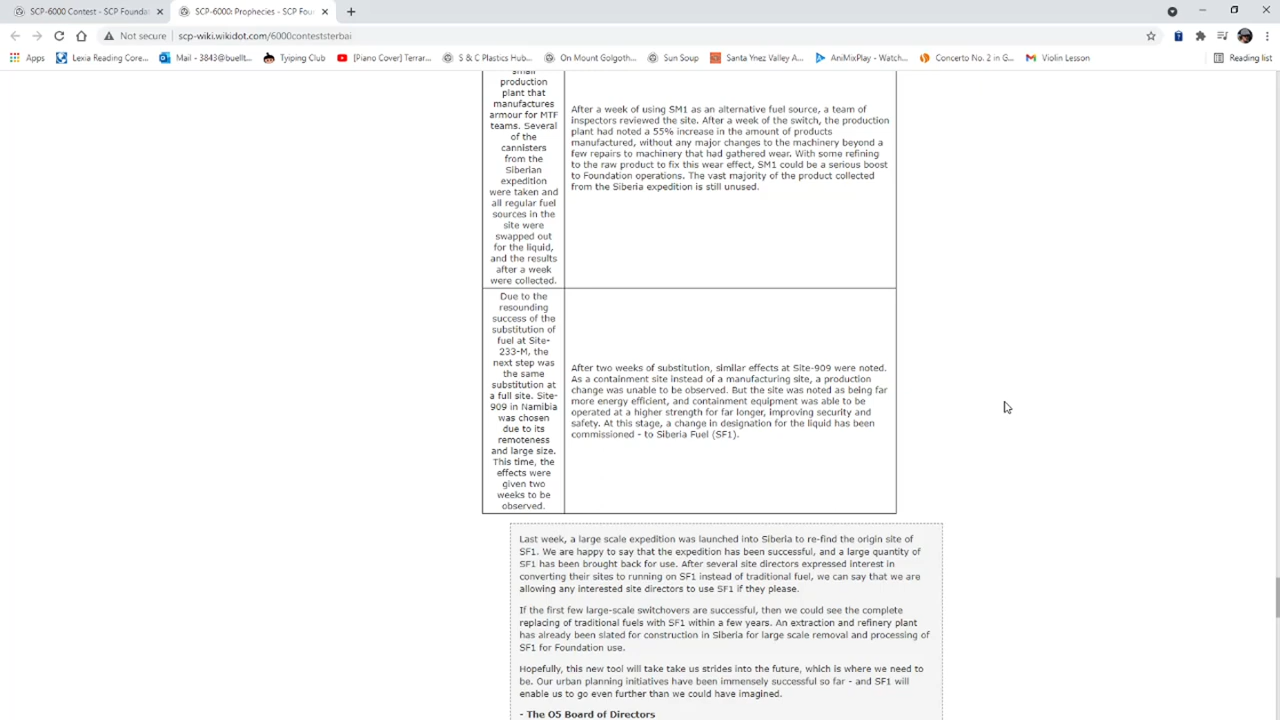 SCP-6000 Contest - SCP Founda
SCP-6000: Prophecies - SCP Fou
Not secure
scp-wiki.wikidot.com/6000conteststerbai
Apps
Lexia Reading Core...
Mail - 3843@buellt...
Typing Club
[Piano Cover] Terrar...
S & C Plastics Hub...
On Mount Golgoth...
Sun Soup
Santa Ynez Valley A...
AniMixPlay - Watch...
Concerto No. 2 in G...
Violin Lesson
Reading list
small
production
plant that
manufactures
armour for MTF
teams. Several
of the
cannisters
from the
Siberian
expedition
were taken and
all regular fuel
sources in the
site were
swapped out
for the liquid,
and the results
after a week
were collected.
After a week of using SM1 as an alternative fuel source, a team of
inspectors reviewed the site. After a week of the switch, the production
plant had noted a 55% increase in the amount of products
manufactured, without any major changes to the machinery beyond a
few repairs to machinery that had gathered wear. With some refining
to the raw product to fix this wear effect, SM1 could be a serious boost
to Foundation operations. The vast majority of the product collected
from the Siberia expedition is still unused.
Due to the
resounding
success of the
substitution of
fuel at Site-
233-M, the
next step was
the same
substitution at
a full site. Site-
909 in Namibia
was chosen
due to its
remoteness
and large size.
This time, the
effects were
given two
weeks to be
observed.
After two weeks of substitution, similar effects at Site-909 were noted.
As a containment site instead of a manufacturing site, a production
change was unable to be observed. But the site was noted as being far
more energy efficient, and containment equipment was able to be
operated at a higher strength for far longer, improving security and
safety. At this stage, a change in designation for the liquid has been
commissioned - to Siberia Fuel (SF1).
Last week, a large scale expedition was launched into Siberia to re-find the origin site of
SF1. We are happy to say that the expedition has been successful, and a large quantity of
SF1 has been brought back for use. After several site directors expressed interest in
converting their sites to running on SF1 instead of traditional fuel, we can say that we are
allowing any interested site directors to use SF1 if they please.
If the first few large-scale switchovers are successful, then we could see the complete
replacing of traditional fuels with SF1 within a few years. An extraction and refinery plant
has already been slated for construction in Siberia for large scale removal and processing of
SF1 for Foundation use.
Hopefully, this new tool will take take us strides into the future, which is where we need to
be. Our urban planning initiatives have been immensely successful so far - and SF1 will
enable us to go even further than we could have imagined.
- The O5 Board of Directors